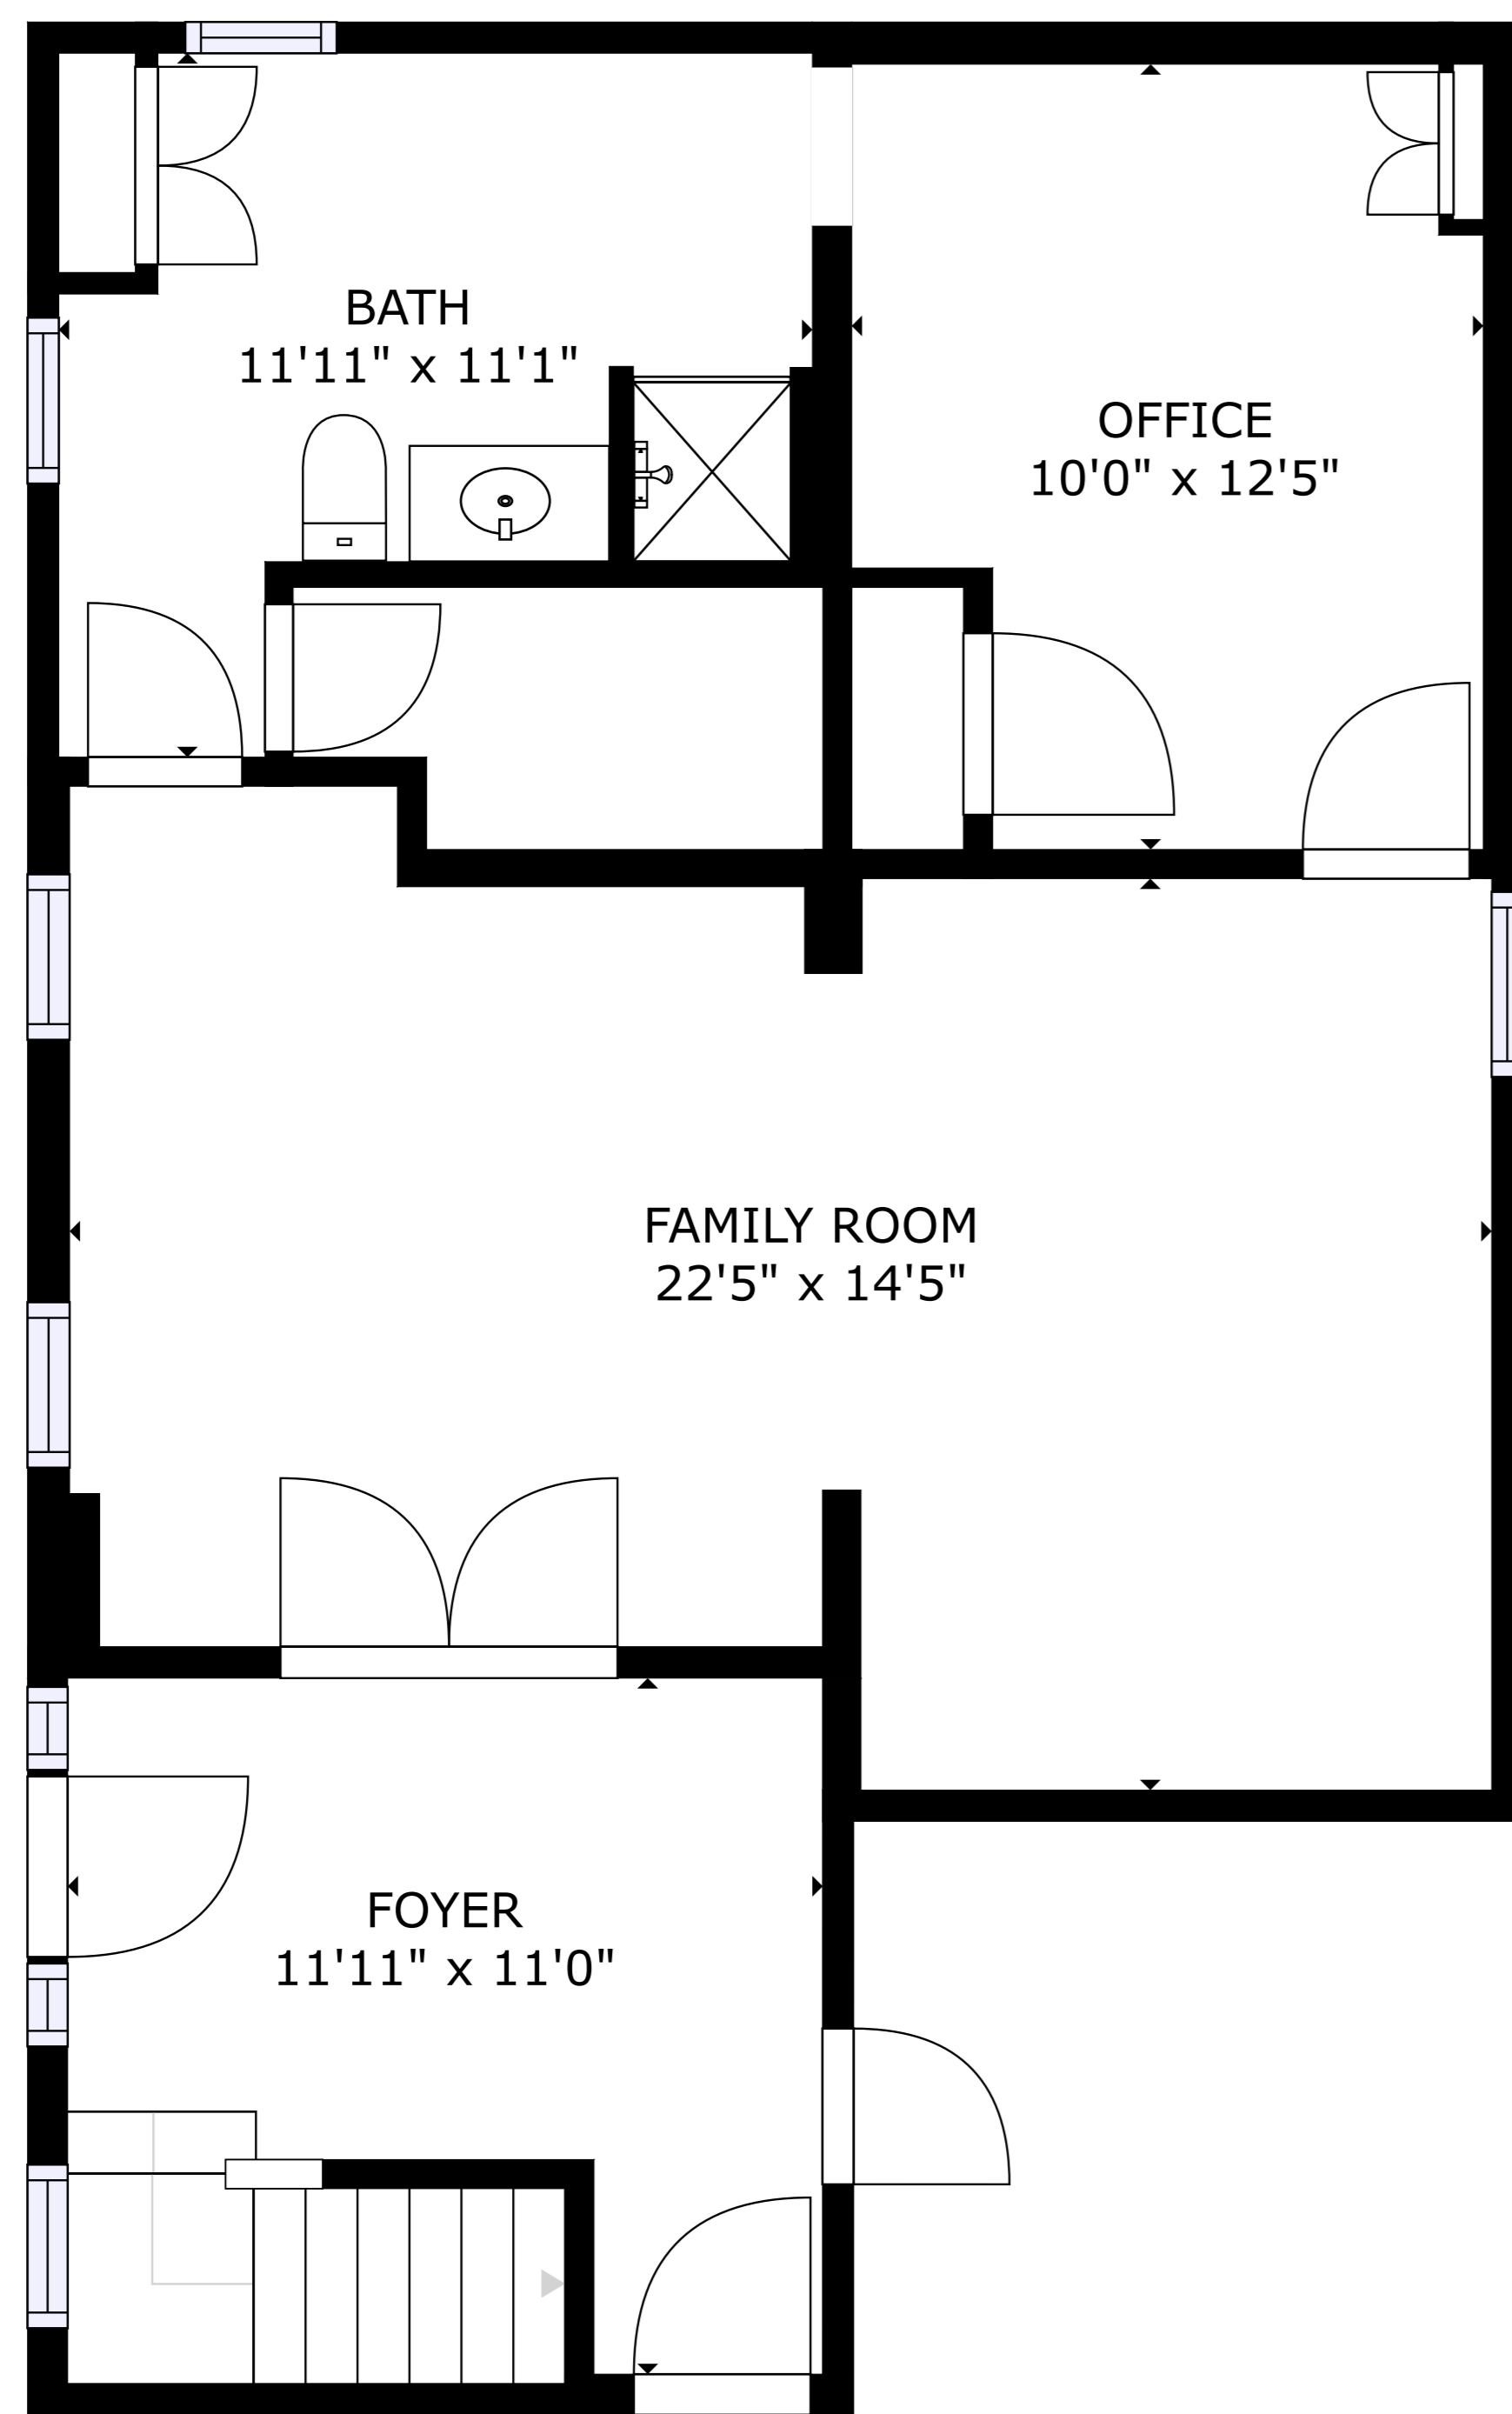 BATH
11'11" x 11'1"
OFFICE
10'0" x 12'5"
FAMILY ROOM
22'5" x 14'5"
FOYER
11'11" x 11'0"